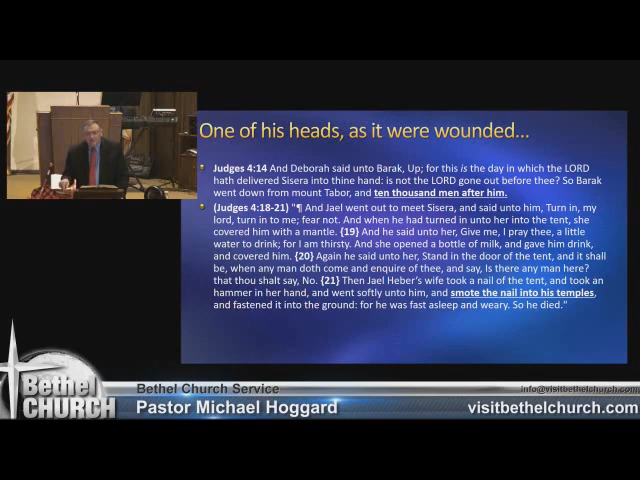 One of his heads, as it were wounded…
Judges 4:14 And Deborah said unto Barak, Up; for this is the day in which the LORD
hath delivered Sisera into thine hand: is not the LORD gone out before thee? So Barak
went down from mount Tabor, and ten thousand men after him.
(Judges 4:18-21) "¶ And Jael went out to meet Sisera, and said unto him, Turn in, my
lord, turn in to me; fear not. And when he had turned in unto her into the tent, she
covered him with a mantle. {19} And he said unto her, Give me, I pray thee, a little
water to drink; for I am thirsty. And she opened a bottle of milk, and gave him drink,
and covered him. {20} Again he said unto her, Stand in the door of the tent, and it shall
be, when any man doth come and enquire of thee, and say, Is there any man here?
that thou shalt say, No. {21} Then Jael Heber's wife took a nail of the tent, and took an
hammer in her hand, and went softly unto him, and smote the nail into his temples,
and fastened it into the ground: for he was fast asleep and weary. So he died."
Bethel
CHURCH
Bethel Church Service
info@visitbethelchurch.com
Pastor Michael Hoggard
visitbethelchurch.com